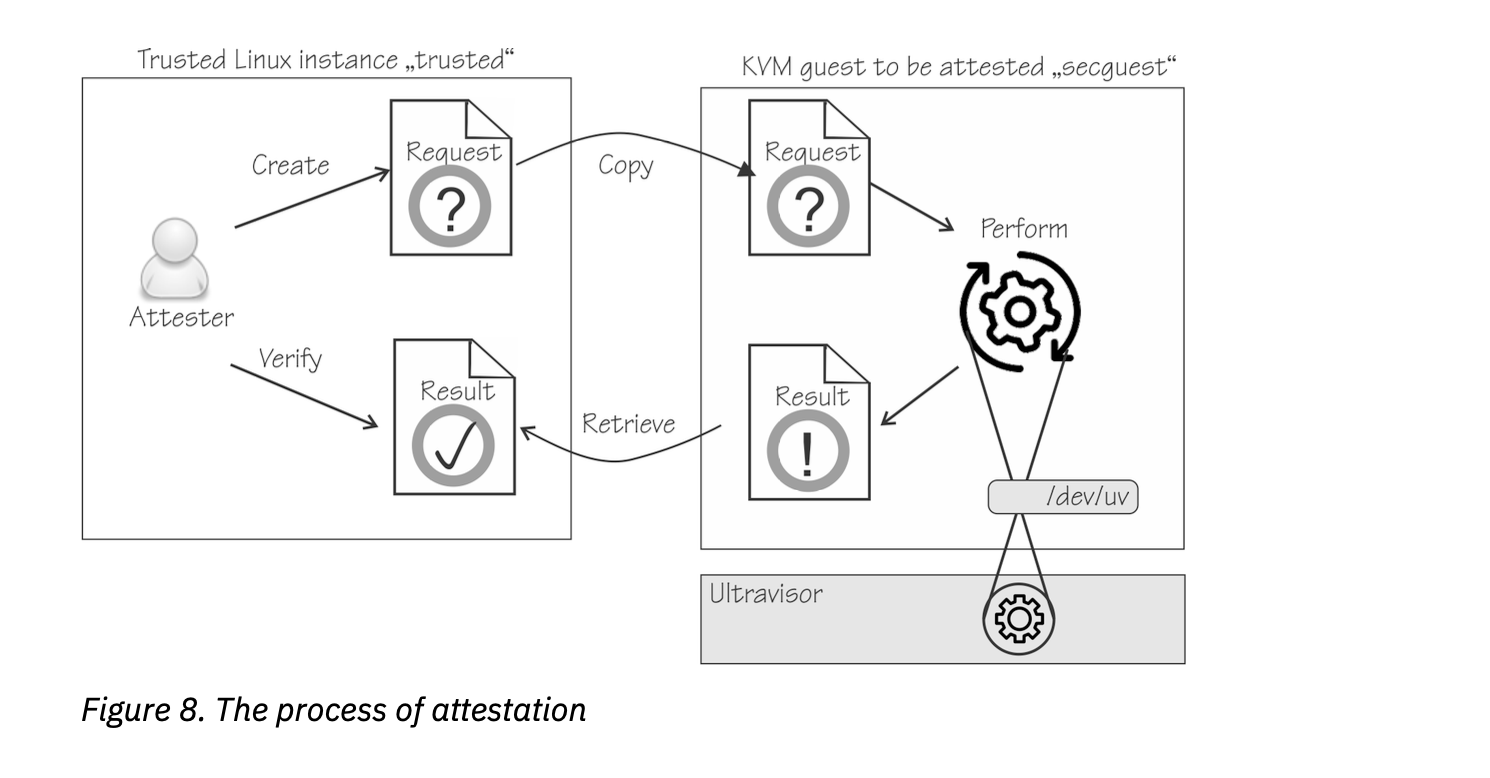 Trusted Linux instance „trusted“
KVM guest to be attested „secguest“
Create
Request
?
Copy
Request
?
Perform
Attester
Verify
Result
Retrieve
Result
!
/dev/uv
Ultravisor
Figure 8. The process of attestation